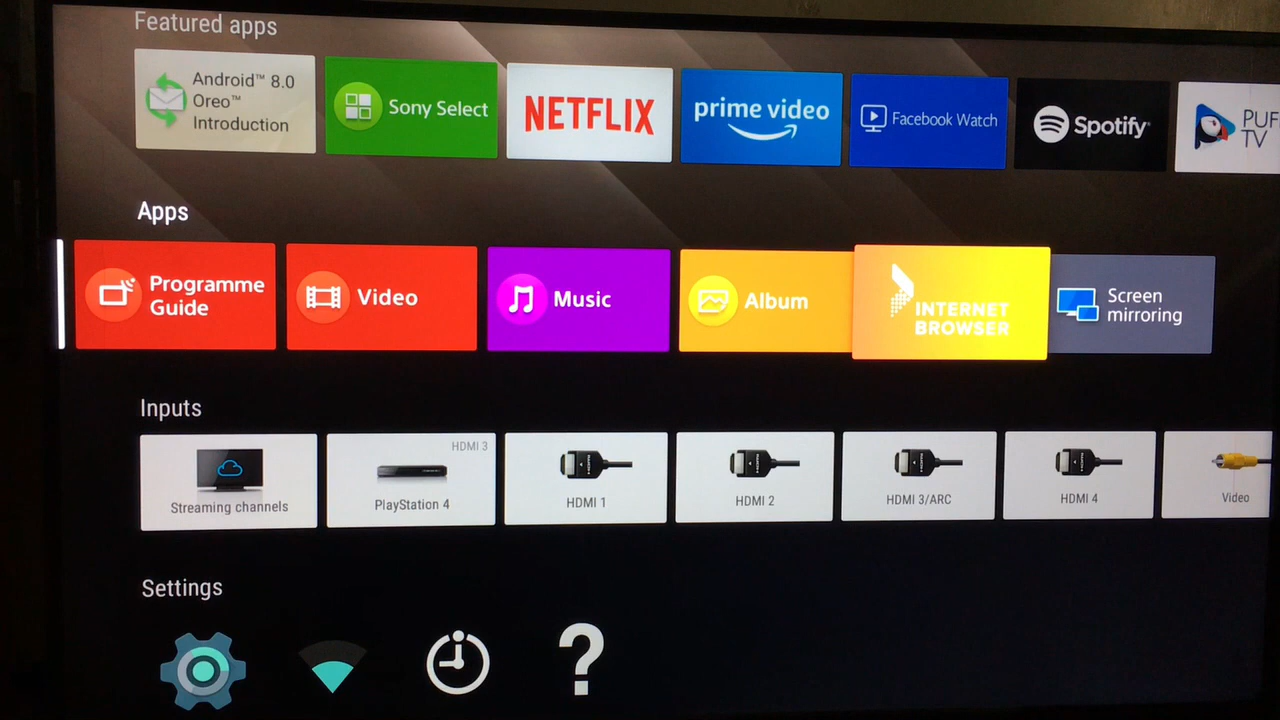 Featured apps
Android™ 8.0
Oreo™
Introduction
Sony Select
NETFLIX
prime video
Facebook Watch
Spotify
PUF
TV
Apps
Programme
Guide
Video
Music
Album
INTERNET
BROWSER
Screen
mirroring
Inputs
Streaming channels
HDMI 3
PlayStation 4
HDMI 1
HDMI 2
HDMI 3/ARC
HDMI 4
Video
Settings
?